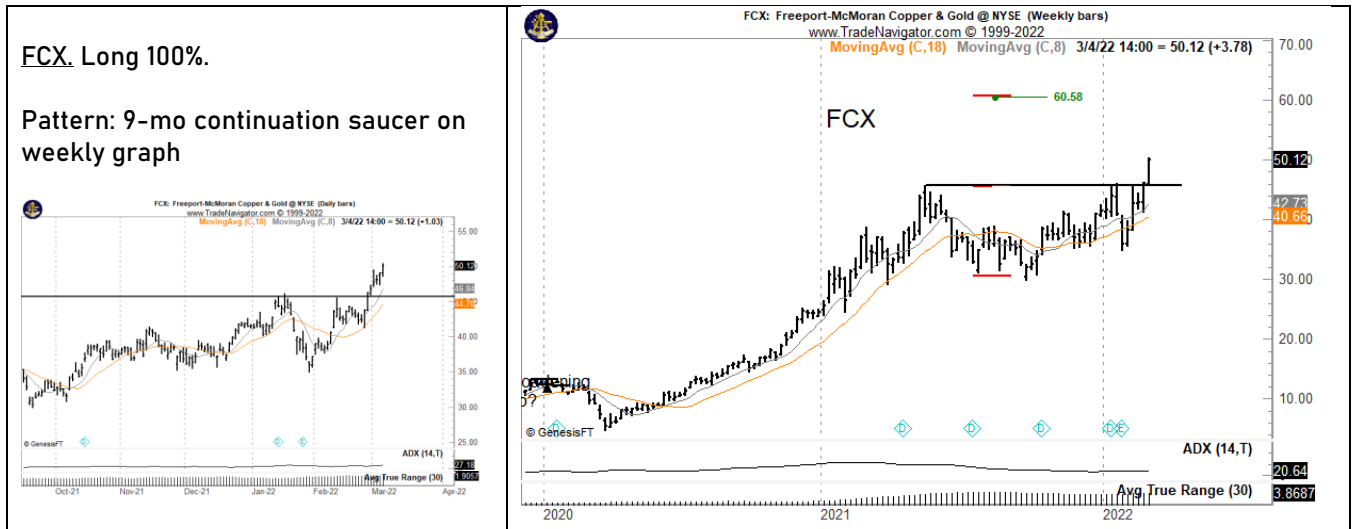 FCX. Long 100%.
Pattern: 9-mo continuation saucer on
weekly graph
FCX: Freeport-McMoran Copper & Gold @ NYSE (Daily bars)
www.TradeNavigator.com © 1999-2022
MovingAvg (C,18) MovingAvg (C,8) 3/4/22 14:00 = 50.12 (+1.03)
55.00
50.12
46.84
44.70
40.00
35.00
30.00
25.00
© GenesisFT
D D E
ADX (14,T)
27.18
Avg True Range (30)
1.9057
Oct-21 Nov-21 Dec-21 Jan-22 Feb-22 Mar-22 Apr-22
FCX: Freeport-McMoran Copper & Gold @ NYSE (Weekly bars)
www.TradeNavigator.com © 1999-2022
MovingAvg (C,18) MovingAvg (C,8) 3/4/22 14:00 = 50.12 (+3.78)
70.00
60.58
60.00
FCX
50.12
42.73
40.66
30.00
20.00
10.00
© GenesisFT
D D D D D E
ADX (14,T)
20.64
Avg True Range (30)
3.8687
2020 2021 2022